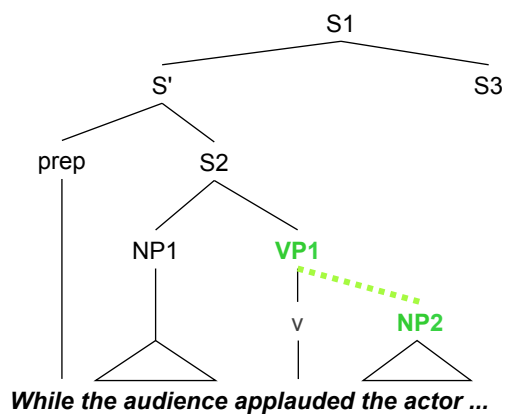 S1
S' S3
prep S2
NP1 VP1
v NP2
While the audience applauded the actor ...